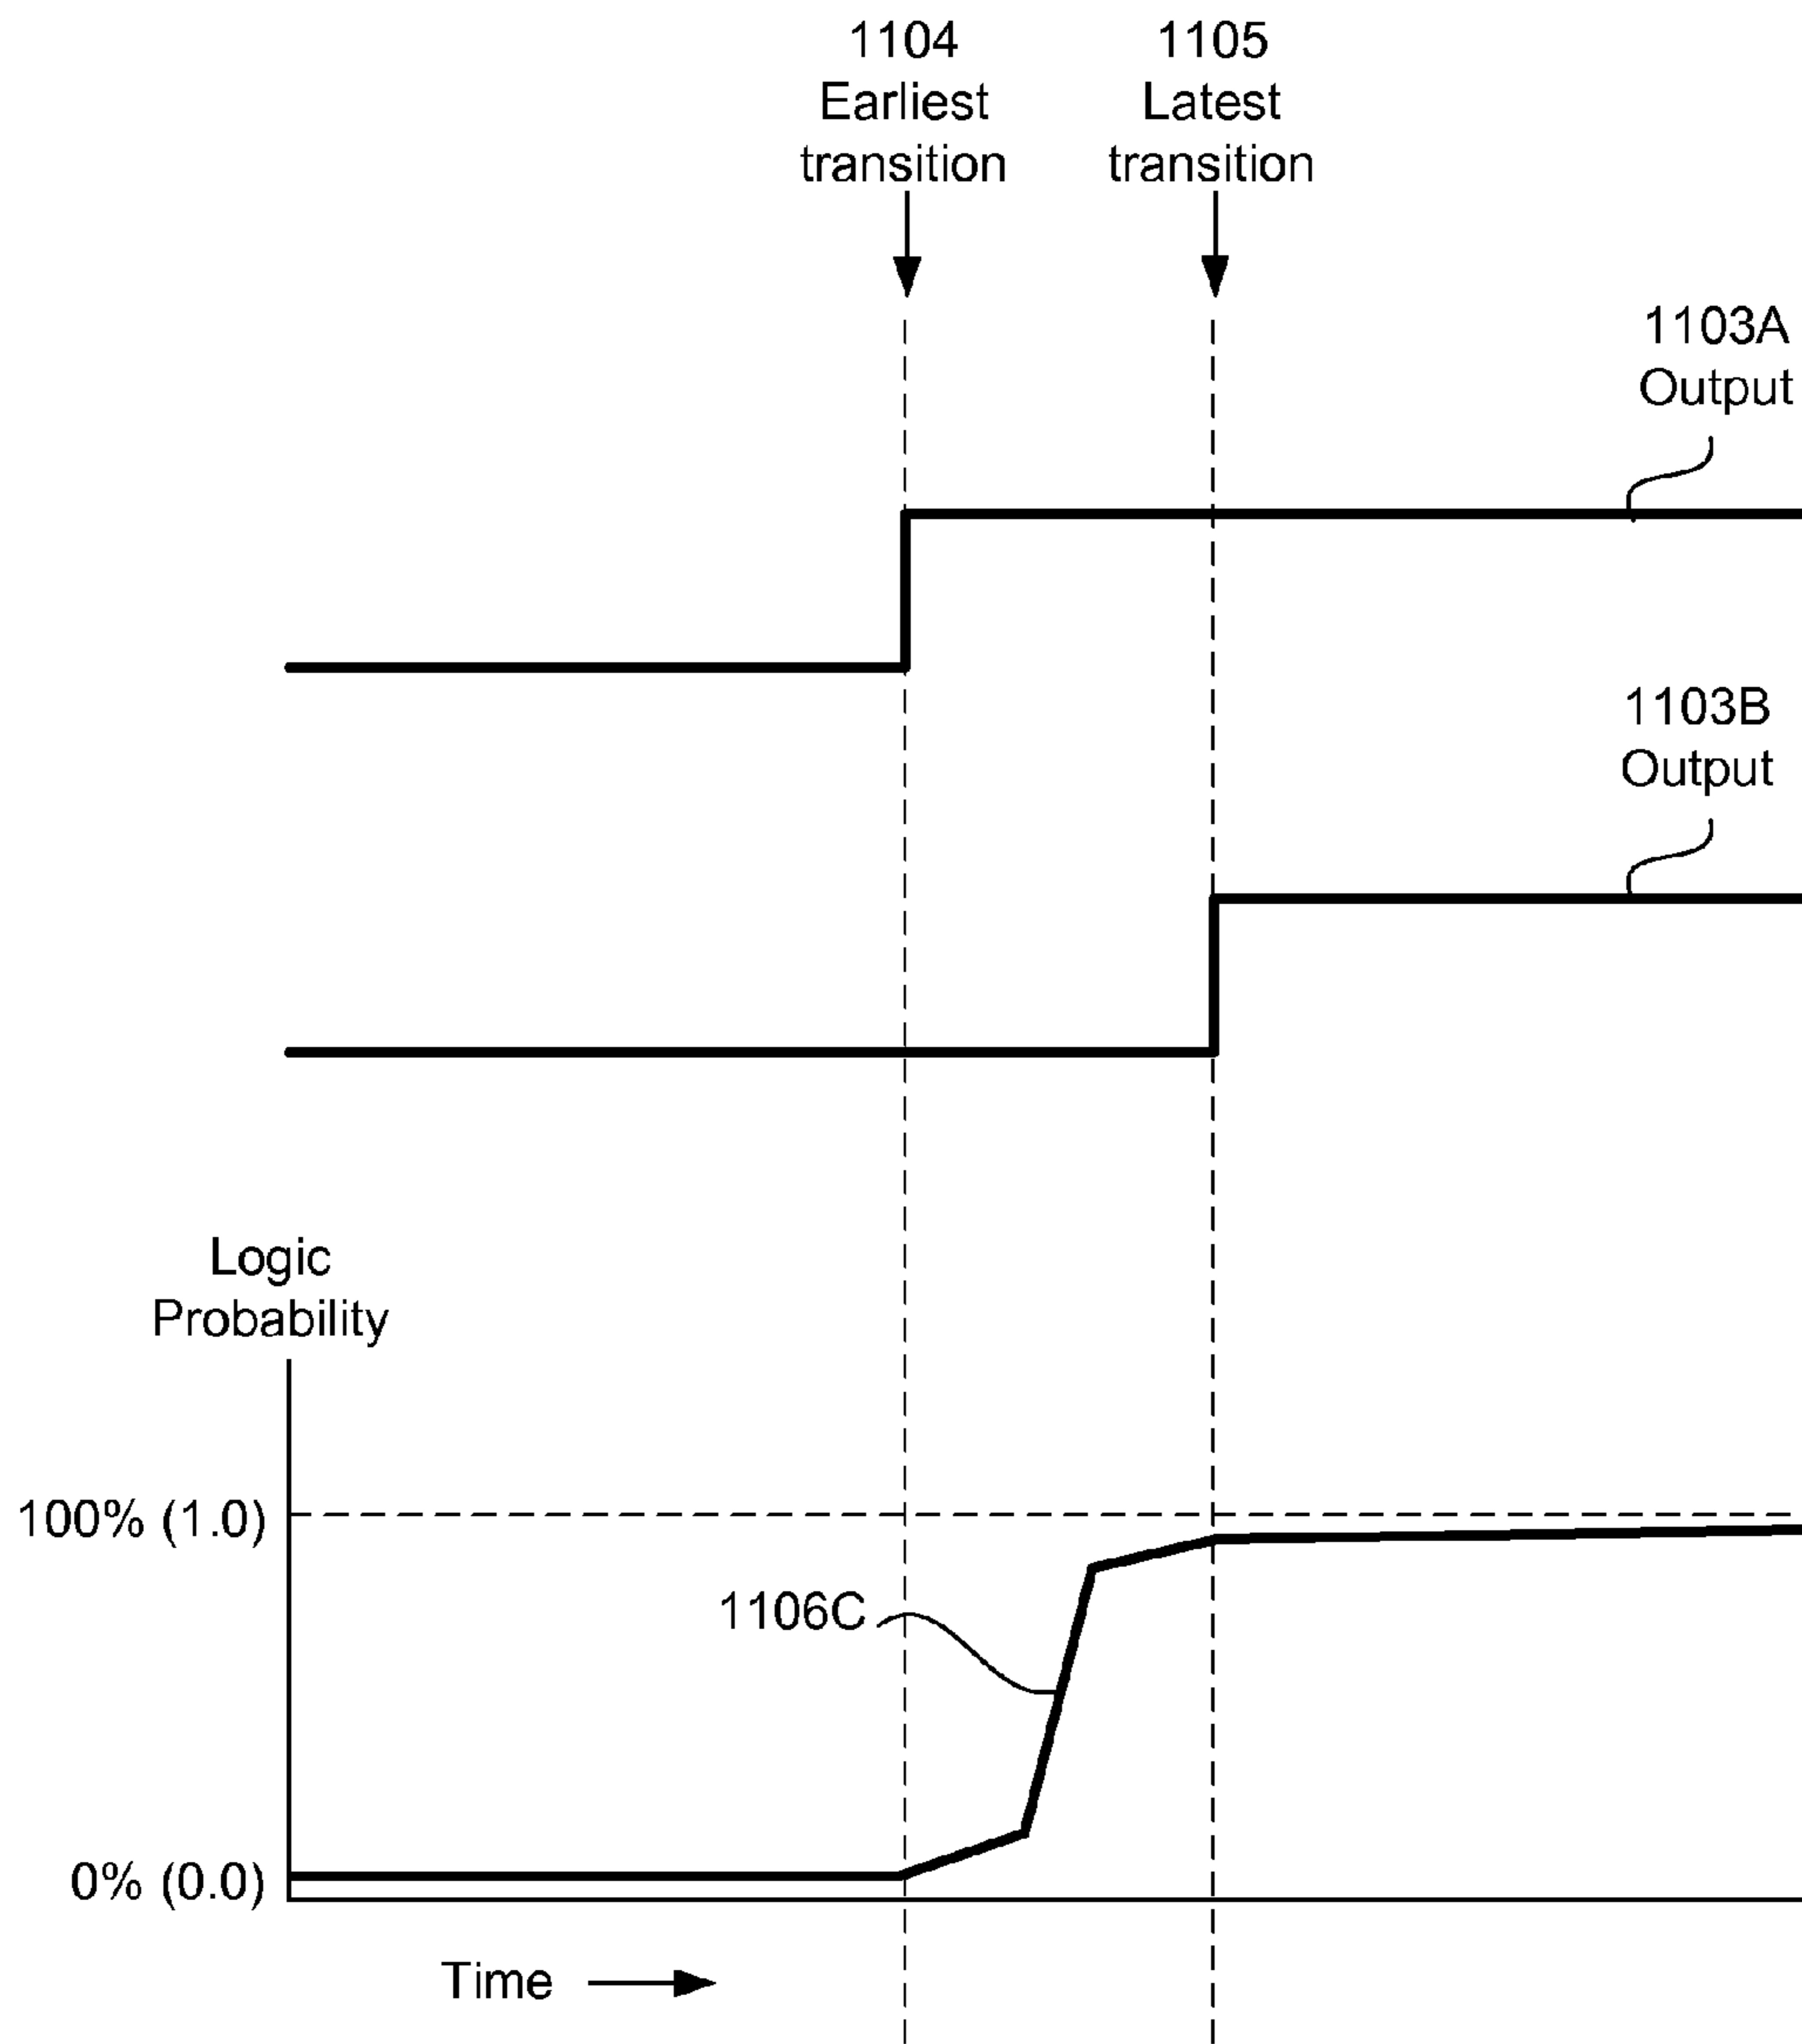 1104
Earliest
transition
1105
Latest
transition
1103A
Output
1103B
Output
Logic
Probability
100% (1.0)
1106C
0% (0.0)
Time